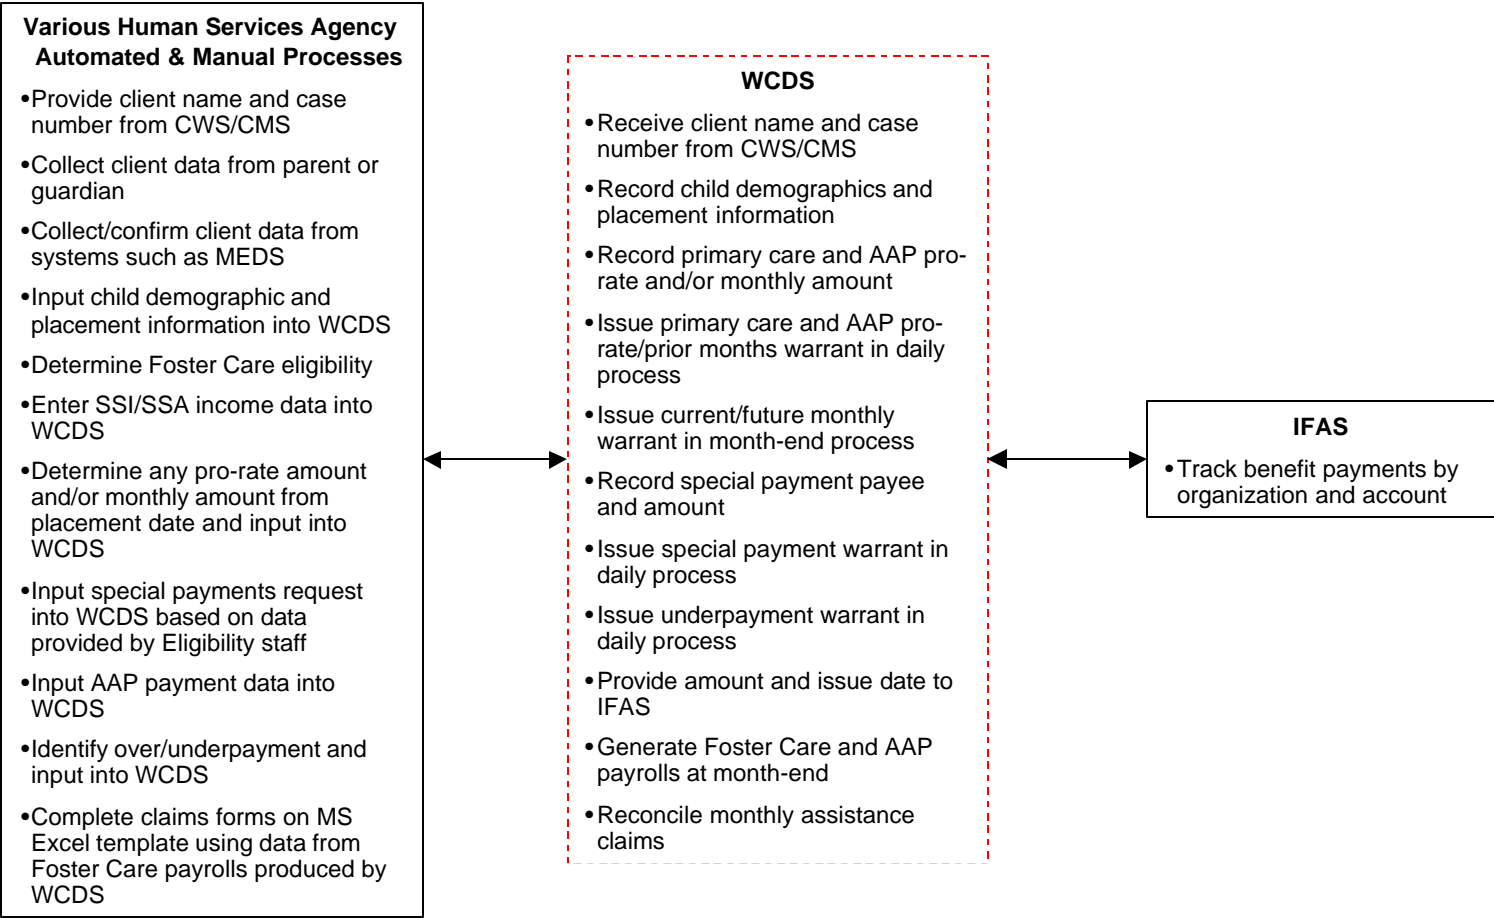 Various Human Services Agency
Automated & Manual Processes
•Provide client name and case
number from CWS/CMS
•Collect client data from parent or
guardian
•Collect/confirm client data from
systems such as MEDS
•Input child demographic and
placement information into WCDS
•Determine Foster Care eligibility
•Enter SSI/SSA income data into
WCDS
•Determine any pro-rate amount
and/or monthly amount from
placement date and input into
WCDS
•Input special payments request
into WCDS based on data
provided by Eligibility staff
•Input AAP payment data into
WCDS
•Identify over/underpayment and
input into WCDS
•Complete claims forms on MS
Excel template using data from
Foster Care payrolls produced by
WCDS
WCDS
•Receive client name and case
number from CWS/CMS
•Record child demographics and
placement information
•Record primary care and AAP pro-
rate and/or monthly amount
•Issue primary care and AAP pro-
rate/prior months warrant in daily
process
•Issue current/future monthly
warrant in month-end process
•Record special payment payee
and amount
•Issue special payment warrant in
daily process
•Issue underpayment warrant in
daily process
•Provide amount and issue date to
IFAS
•Generate Foster Care and AAP
payrolls at month-end
•Reconcile monthly assistance
claims
IFAS
•Track benefit payments by
organization and account